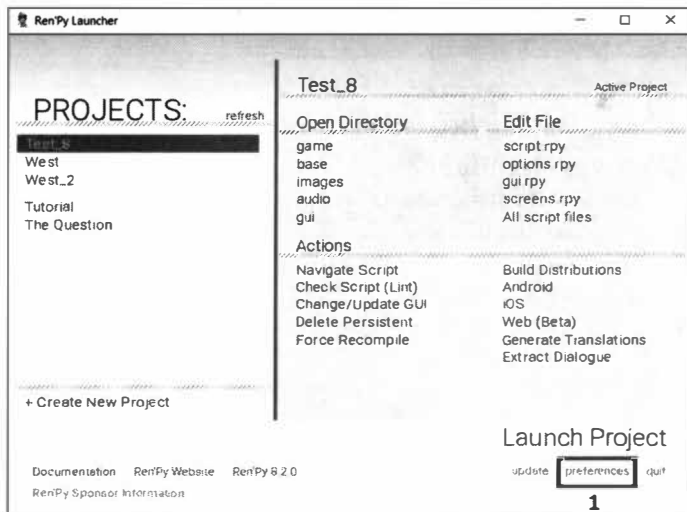 Ren'Py Launcher
PROJECTS:
refresh
Test_8
West
West_2
Tutorial
The Question
+ Create New Project
Test_8
Active Project
Open Directory
game
base
images
audio
gui
Edit File
script.rpy
options.rpy
gui.rpy
screens.rpy
All script files
Actions
Navigate Script
Check Script (Lint)
Change/Update GUI
Delete Persistent
Force Recompile
Build Distributions
Android
iOS
Web (Beta)
Generate Translations
Extract Dialogue
Launch Project
Documentation Ren'Py Website Ren'Py 8.2.0
update preferences quit
Ren'Py Sponsor Information
1